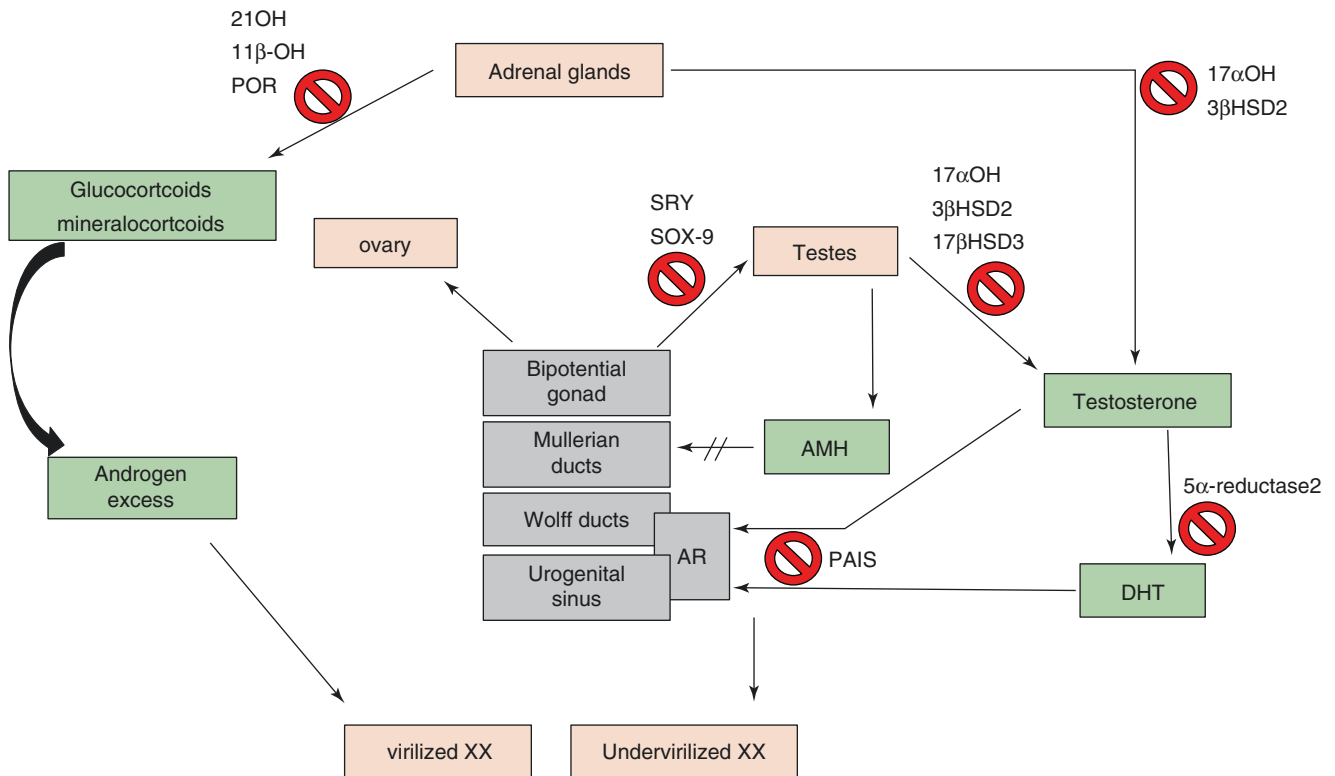 21OH
11β-OH
POR
Adrenal glands
17αOH
3βHSD2
Glucocortcoids
mineralocortcoids
ovary
SRY
SOX-9
Testes
17αOH
3βHSD2
17βHSD3
Bipotential
gonad
Mullerian
ducts
AMH
Testosterone
Androgen
excess
Wolff ducts
AR
PAIS
5α-reductase2
Urogenital
sinus
DHT
virilized XX
Undervirilized XX